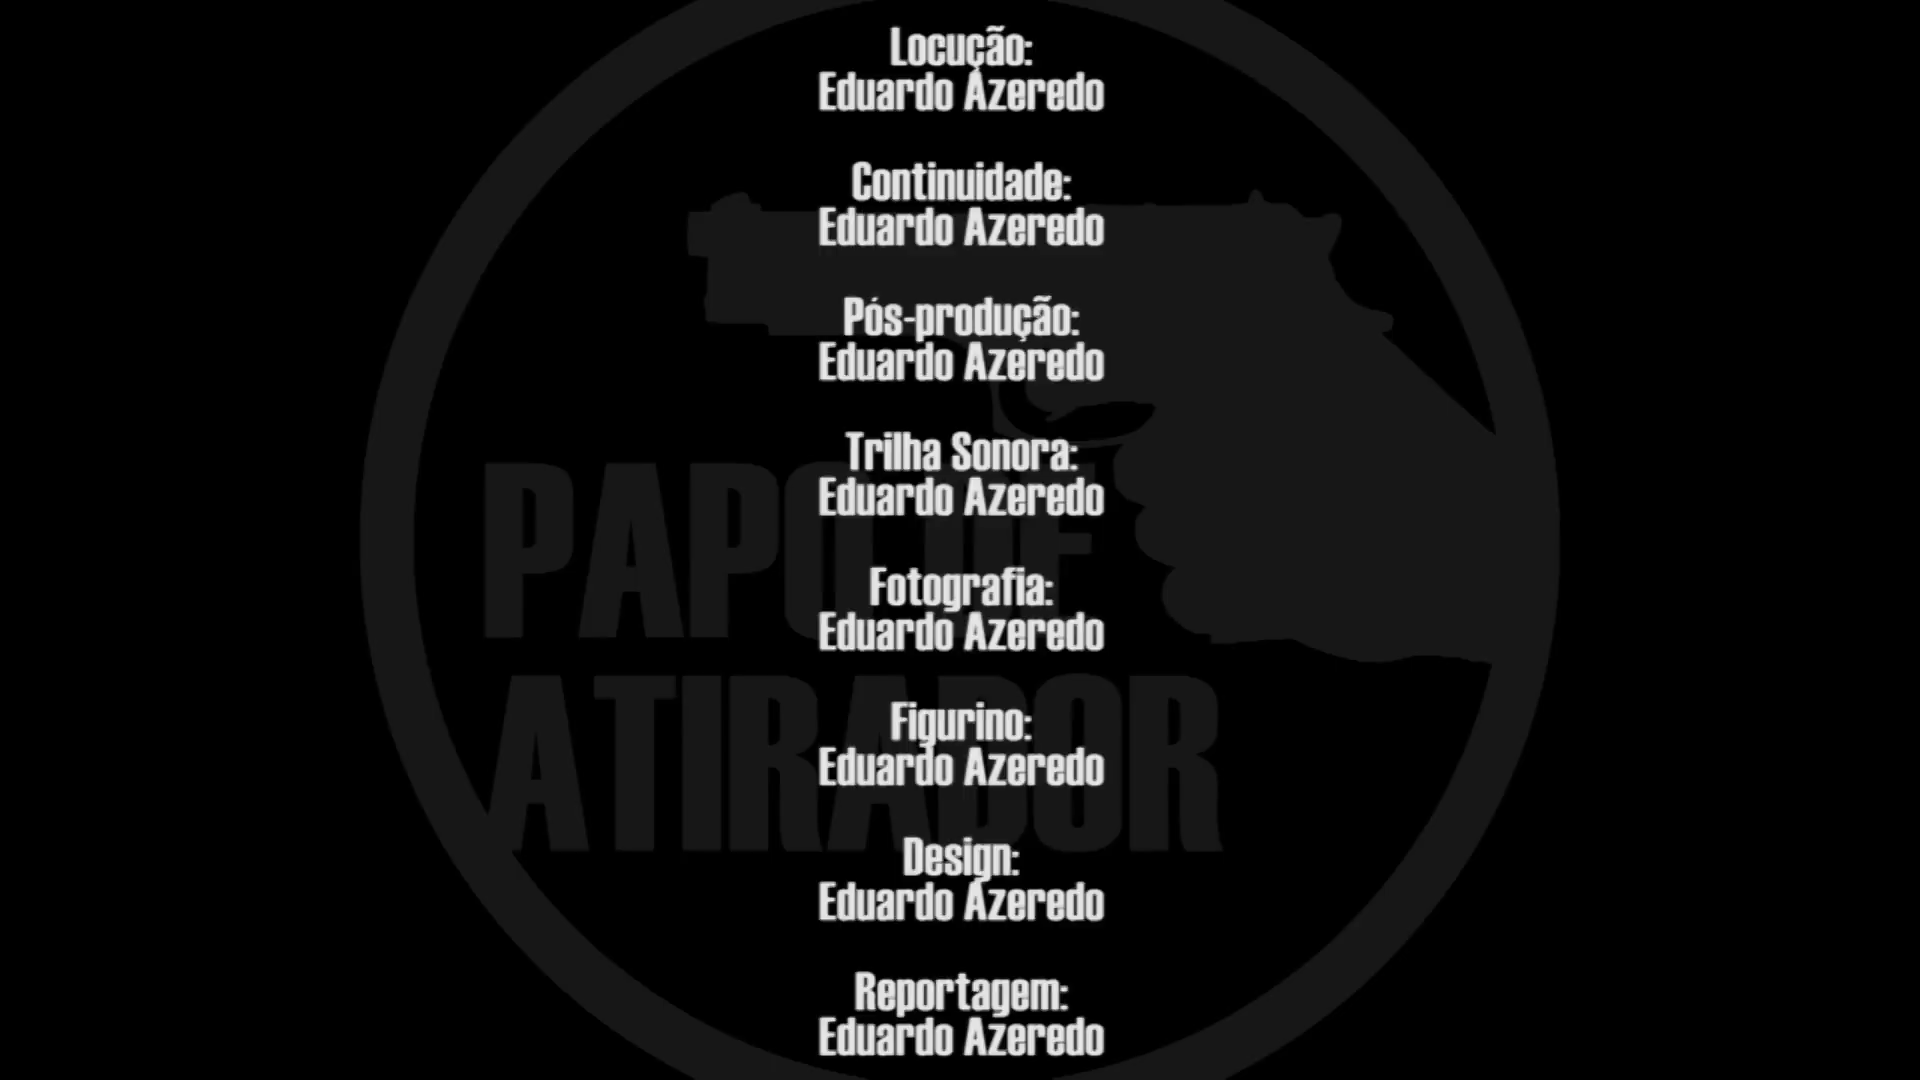 Locução:
Eduardo Azeredo
Continuidade:
Eduardo Azeredo
Pós-produção:
Eduardo Azeredo
Trilha Sonora:
Eduardo Azeredo
Fotografia:
Eduardo Azeredo
Figurino:
Eduardo Azeredo
Design:
Eduardo Azeredo
Reportagem:
Eduardo Azeredo
PAPO DE
ATIRADOR